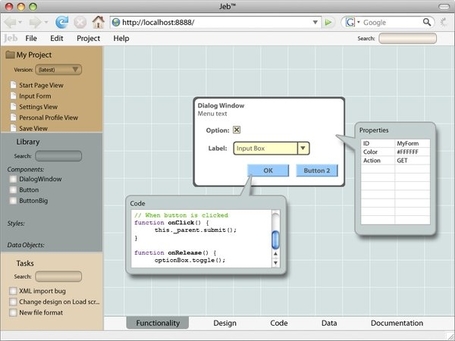 Jeb™
http://localhost:8888/
Google
Jeb
File
Edit
Project
Help
Search:
My Project
Version:
(latest)
Start Page View
Input Form
Settings View
Personal Profile View
Save View
Library
Search:
Components:
DialogWindow
Button
ButtonBig
Styles:
Data Objects:
Tasks
Search:
XML import bug
Change design on Load scr...
New file format
Dialog Window
Menu text
Option:
Label:
Input Box
OK
Button 2
Properties
ID MyForm
Color #FFFFFF
Action GET
Code
// When button is clicked
function onClick() {
this._parent.submit();
}
function onRelease() {
optionBox.toggle();
Functionality
Design
Code
Data
Documentation